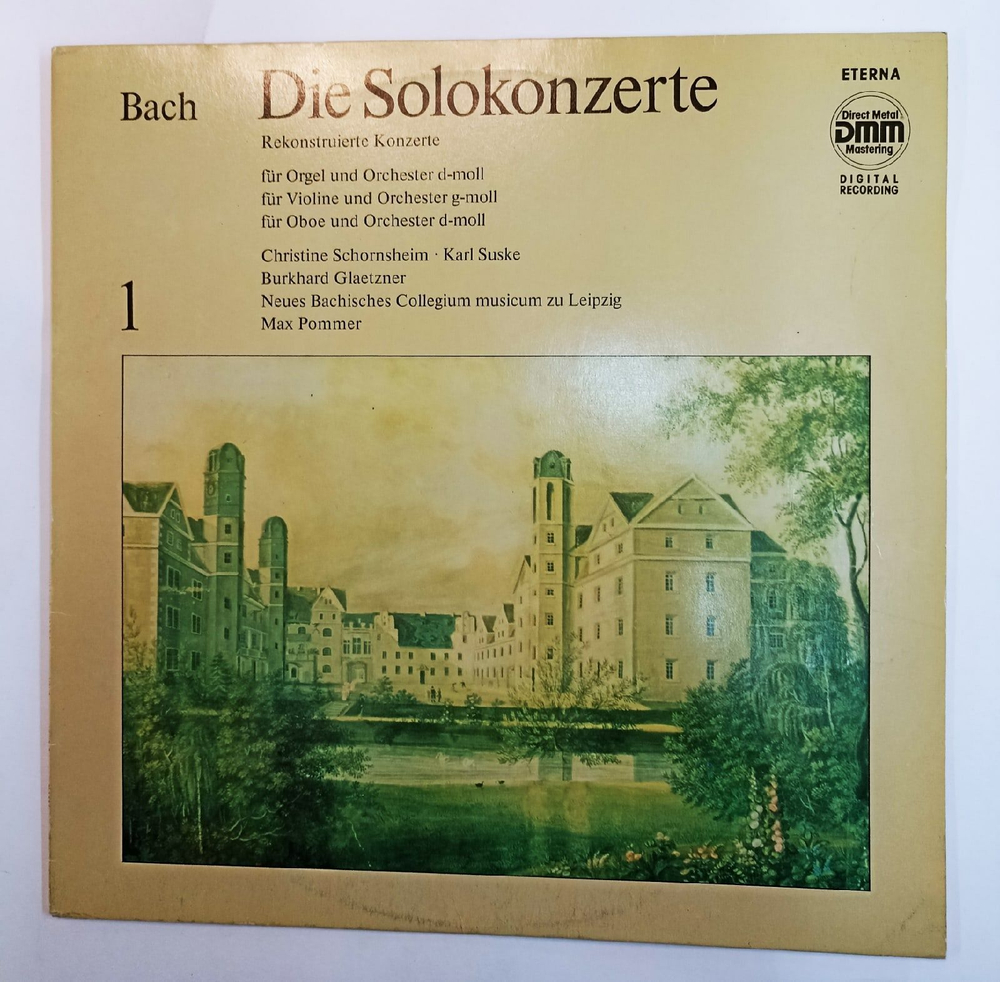 Bach
Die Solokonzerte
Rekonstruierte Konzerte
für Orgel und Orchester d-moll
für Violine und Orchester g-moll
für Oboe und Orchester d-moll
Christine Schornsheim · Karl Suske
Burkhard Glaetzner
Neues Bachisches Collegium musicum zu Leipzig
Max Pommer
1
ETERNA
Direct Metal
DMM
Mastering
DIGITAL
RECORDING